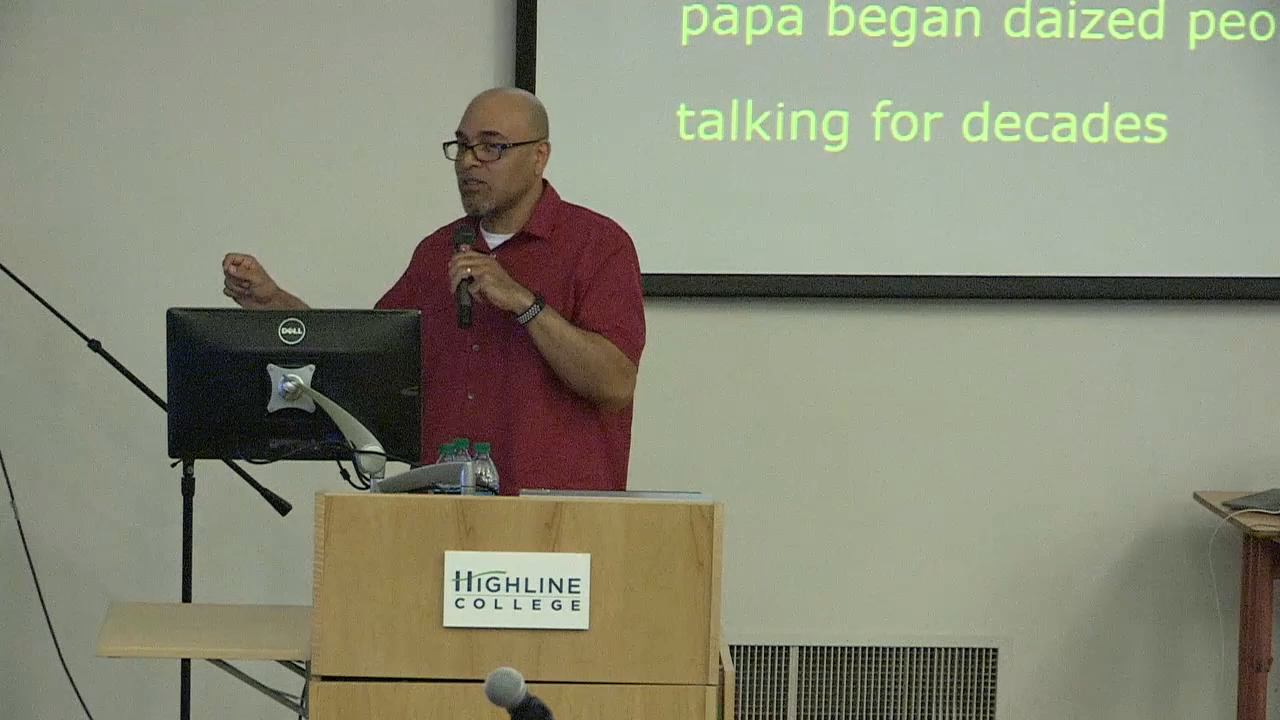 papa began daized peo
talking for decades
DELL
HIGHLINE
COLLEGE